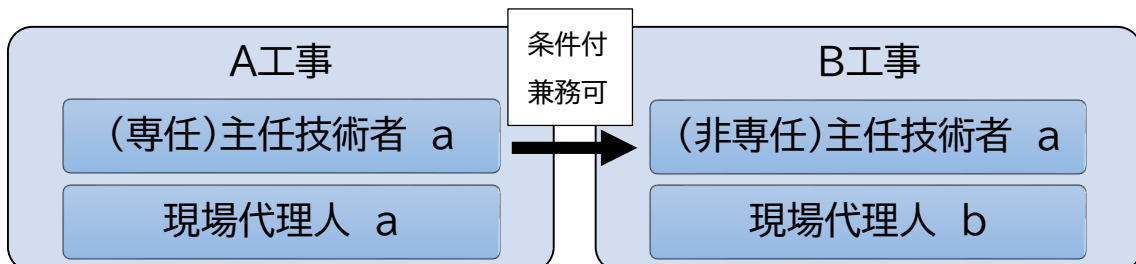 A工事
(専任)主任技術者 a
現場代理人 a
条件付
兼務可
B工事
(非専任)主任技術者 a
現場代理人 b